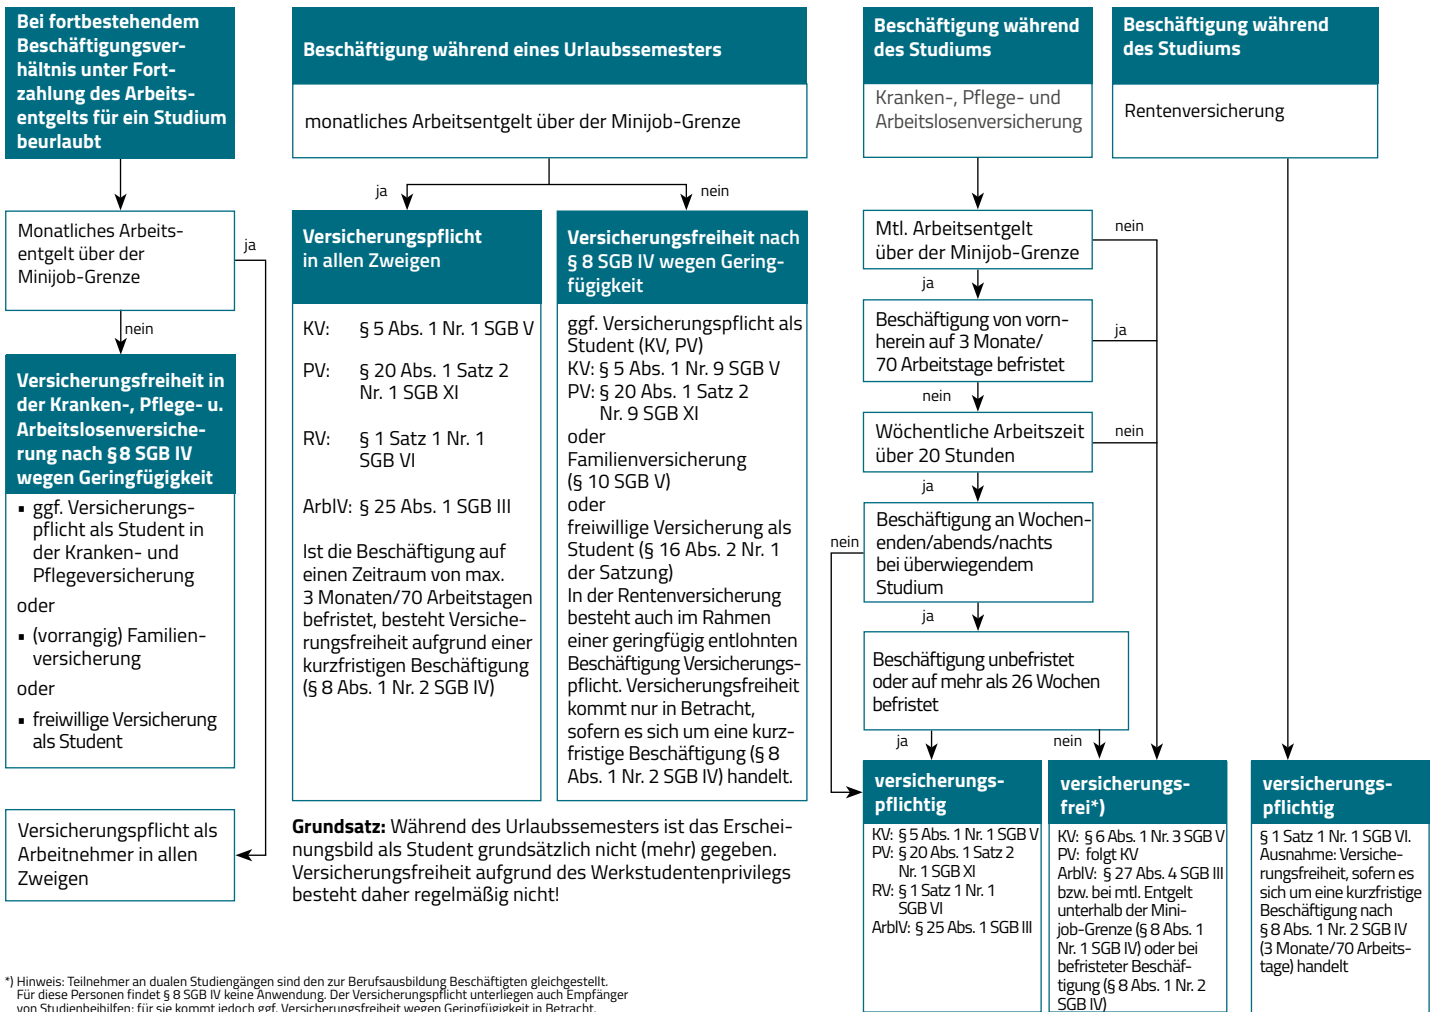 Bei fortbestehendem
Beschäftigungsver-
hältnis unter Fort-
zahlung des Arbeits-
entgelts für ein Studium
beurlaubt
Monatliches Arbeits-
entgelt über der
Minijob-Grenze
ja
nein
Versicherungsfreiheit in
der Kranken-, Pflege- u.
Arbeitslosenversiche-
rung nach § 8 SGB IV
wegen Geringfügigkeit
▪ ggf. Versicherungs-
pflicht als Student in
der Kranken- und
Pflegeversicherung
oder
▪ (vorrangig) Familien-
versicherung
oder
▪ freiwillige Versicherung
als Student
Versicherungspflicht als
Arbeitnehmer in allen
Zweigen
Beschäftigung während eines Urlaubssemesters
monatliches Arbeitsentgelt über der Minijob-Grenze
ja
nein
Versicherungspflicht
in allen Zweigen
KV: § 5 Abs. 1 Nr. 1 SGB V
PV: § 20 Abs. 1 Satz 2
Nr. 1 SGB XI
RV: § 1 Satz 1 Nr. 1
SGB VI
ArblV: § 25 Abs. 1 SGB III
Ist die Beschäftigung auf
einen Zeitraum von max.
3 Monaten/70 Arbeitstagen
befristet, besteht Versiche-
rungsfreiheit aufgrund einer
kurzfristigen Beschäftigung
(§ 8 Abs. 1 Nr. 2 SGB IV)
Versicherungsfreiheit nach
§ 8 SGB IV wegen Gering-
fügigkeit
ggf. Versicherungspflicht als
Student (KV, PV)
KV: § 5 Abs. 1 Nr. 9 SGB V
PV: § 20 Abs. 1 Satz 2
Nr. 9 SGB XI
oder
Familienversicherung
(§ 10 SGB V)
oder
freiwillige Versicherung als
Student (§ 16 Abs. 2 Nr. 1
der Satzung)
In der Rentenversicherung
besteht auch im Rahmen
einer geringfügig entlohnten
Beschäftigung Versicherungs-
pflicht. Versicherungsfreiheit
kommt nur in Betracht,
sofern es sich um eine kurz-
fristige Beschäftigung (§ 8
Abs. 1 Nr. 2 SGB IV) handelt.
Grundsatz: Während des Urlaubssemesters ist das Erschei-
nungsbild als Student grundsätzlich nicht (mehr) gegeben.
Versicherungsfreiheit aufgrund des Werkstudentenprivilegs
besteht daher regelmäßig nicht!
Beschäftigung während
des Studiums
Kranken-, Pflege- und
Arbeitslosenversicherung
Mtl. Arbeitsentgelt
über der Minijob-Grenze
nein
ja
Beschäftigung von vorn-
herein auf 3 Monate/
70 Arbeitstage befristet
ja
nein
Wöchentliche Arbeitszeit
über 20 Stunden
nein
ja
Beschäftigung an Wochen-
enden/abends/nachts
bei überwiegendem
Studium
nein
ja
Beschäftigung unbefristet
oder auf mehr als 26 Wochen
befristet
ja
nein
versicherungs-
pflichtig
KV: § 5 Abs. 1 Nr. 1 SGB V
PV: § 20 Abs. 1 Satz 2
Nr. 1 SGB XI
RV: § 1 Satz 1 Nr. 1
SGB VI
ArblV: § 25 Abs. 1 SGB III
versicherungs-
frei*)
KV: § 6 Abs. 1 Nr. 3 SGB V
PV: folgt KV
ArblV: § 27 Abs. 4 SGB III
bzw. bei mtl. Entgelt
unterhalb der Mini-
job-Grenze (§ 8 Abs. 1
Nr. 1 SGB IV) oder bei
befristeter Beschäf-
tigung (§ 8 Abs. 1 Nr. 2
SGB IV)
Beschäftigung während
des Studiums
Rentenversicherung
versicherungs-
pflichtig
§ 1 Satz 1 Nr. 1 SGB VI.
Ausnahme: Versiche-
rungsfreiheit, sofern es
sich um eine kurzfristige
Beschäftigung nach
§ 8 Abs. 1 Nr. 2 SGB IV
(3 Monate/70 Arbeits-
tage) handelt
*) Hinweis: Teilnehmer an dualen Studiengängen sind den zur Berufsausbildung Beschäftigten gleichgestellt.
Für diese Personen findet § 8 SGB IV keine Anwendung. Der Versicherungspflicht unterliegen auch Empfänger
von Studienbeihilfen; für sie kommt jedoch ggf. Versicherungsfreiheit wegen Geringfügigkeit in Betracht.